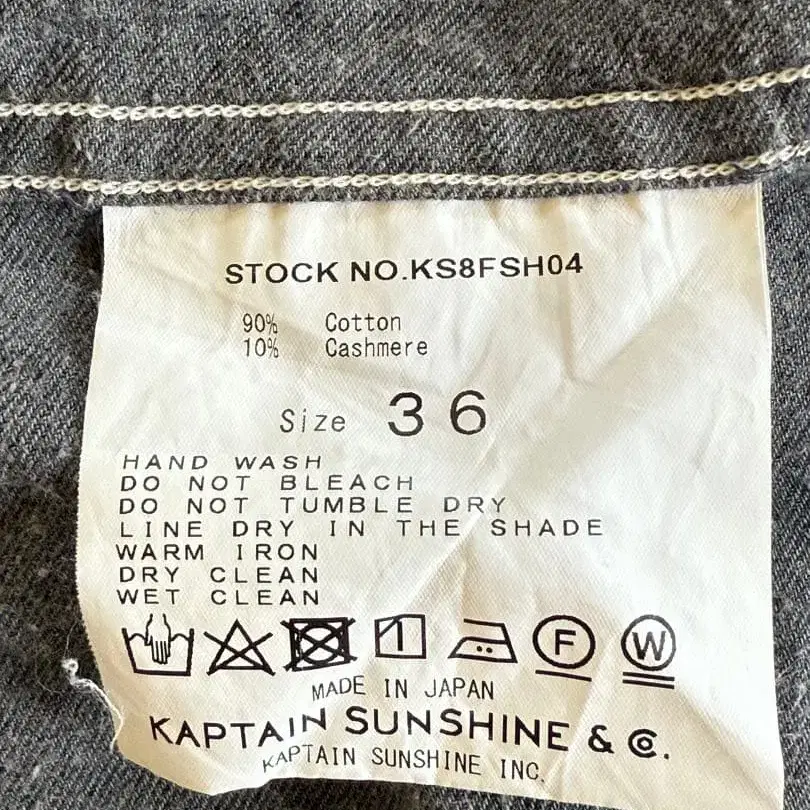 STOCK NO.KS8FSH04
90% Cotton
10% Cashmere
Size 36
HAND WASH
DO NOT BLEACH
DO NOT TUMBLE DRY
LINE DRY IN THE SHADE
WARM IRON
DRY CLEAN
WET CLEAN
F W
MADE IN JAPAN
KAPTAIN SUNSHINE & Co.
KAPTAIN SUNSHINE INC.